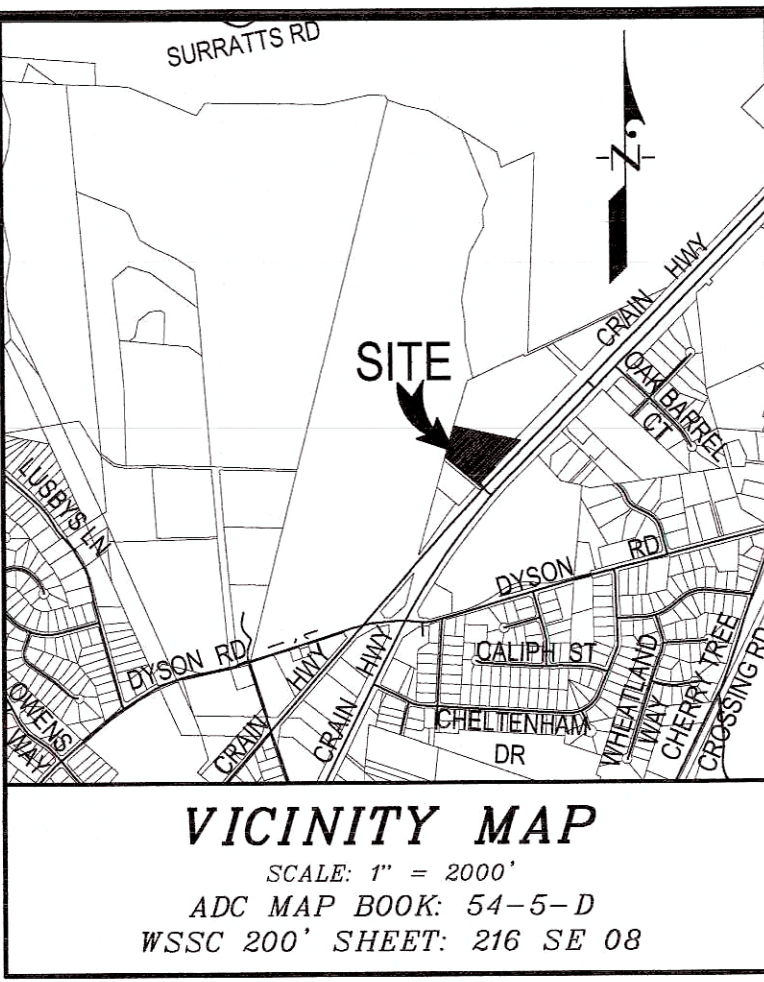 SURRATTS RD
N
CRAIN HWY
SITE
OAK BARREL
CT
LUSBYS LN
DYSON RD
DYSON RD
CALIPH ST
CHELTENHAM
DR
WHEATLAND
WAY
CHERRY TREE
CROSSING RD
OWENS
WAY
CRAIN HWY
CRAIN HWY
VICINITY MAP
SCALE: 1" = 2000'
ADC MAP BOOK: 54-5-D
WSSC 200' SHEET: 216 SE 08